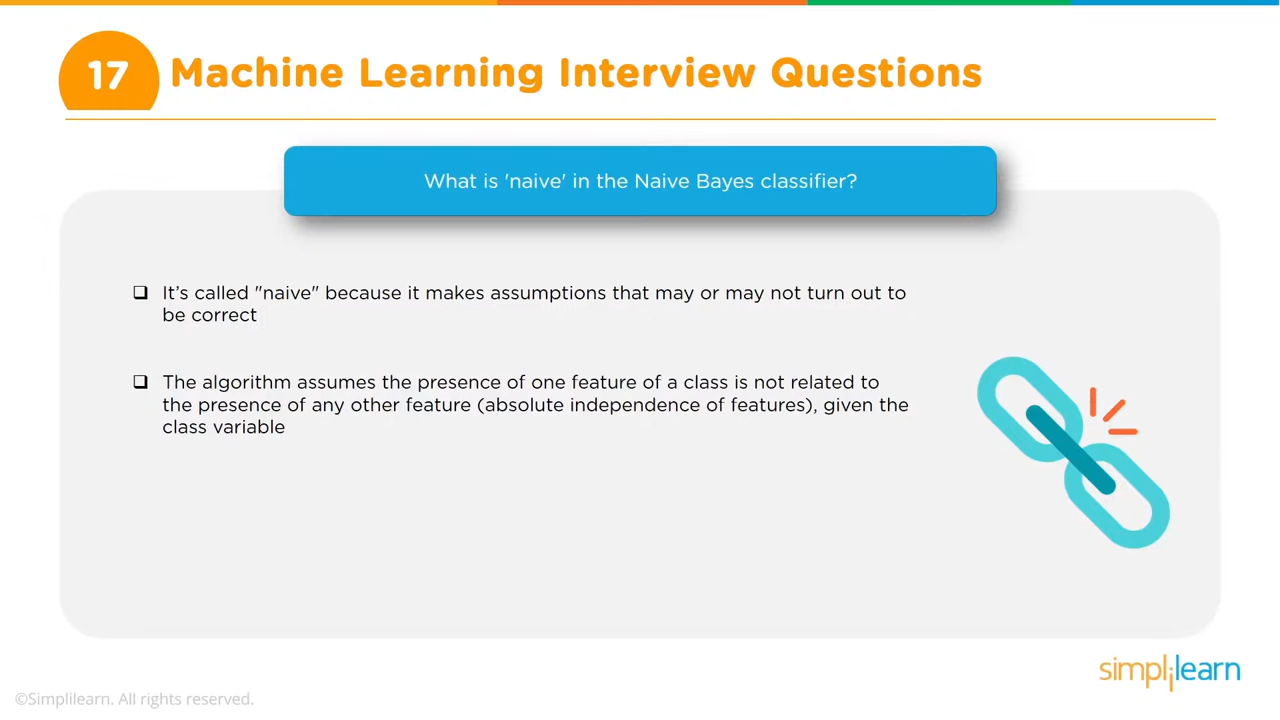 17
Machine Learning Interview Questions
What is 'naive' in the Naive Bayes classifier?
❑ It’s called "naive" because it makes assumptions that may or may not turn out to
be correct
❑ The algorithm assumes the presence of one feature of a class is not related to
the presence of any other feature (absolute independence of features), given the
class variable
simplilearn
©Simplilearn. All rights reserved.